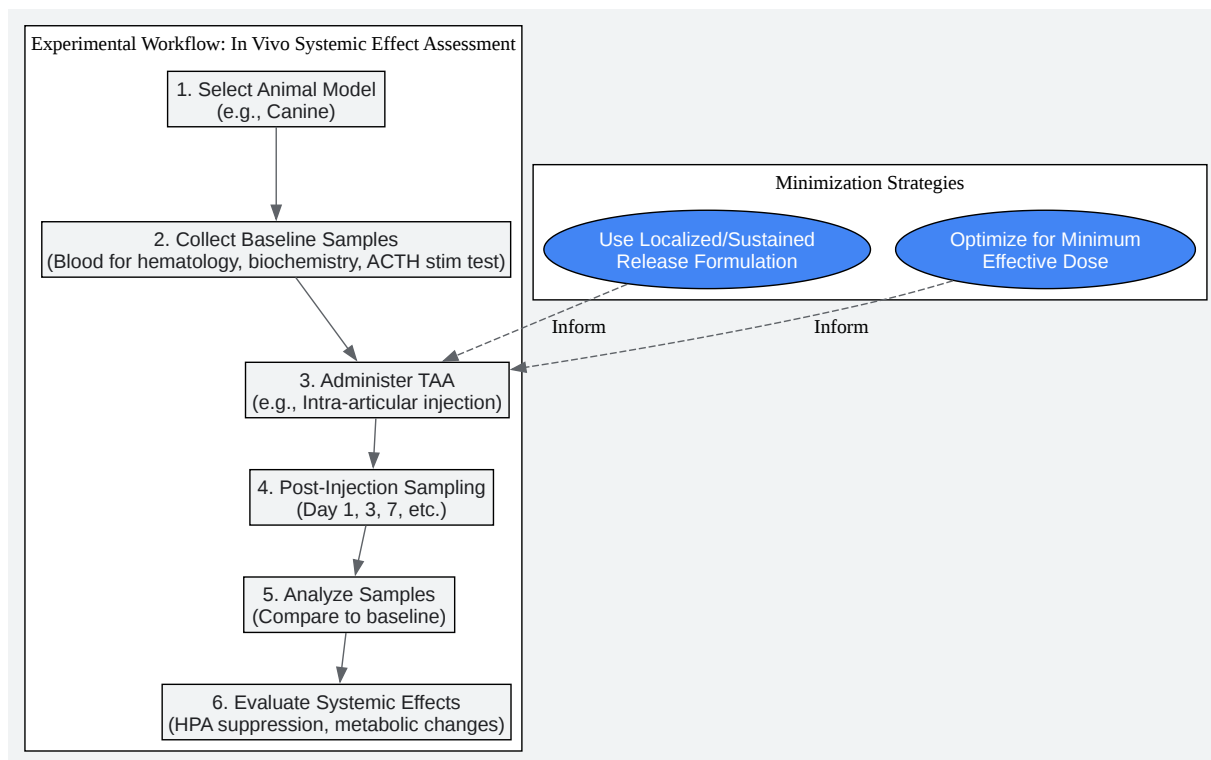 Experimental Workflow: In Vivo Systemic Effect Assessment
1. Select Animal Model
(e.g., Canine)
2. Collect Baseline Samples
(Blood for hematology, biochemistry, ACTH stim test)
3. Administer TAA
(e.g., Intra-articular injection)
4. Post-Injection Sampling
(Day 1, 3, 7, etc.)
5. Analyze Samples
(Compare to baseline)
6. Evaluate Systemic Effects
(HPA suppression, metabolic changes)
Minimization Strategies
Use Localized/Sustained
Release Formulation
Optimize for Minimum
Effective Dose
Inform
Inform